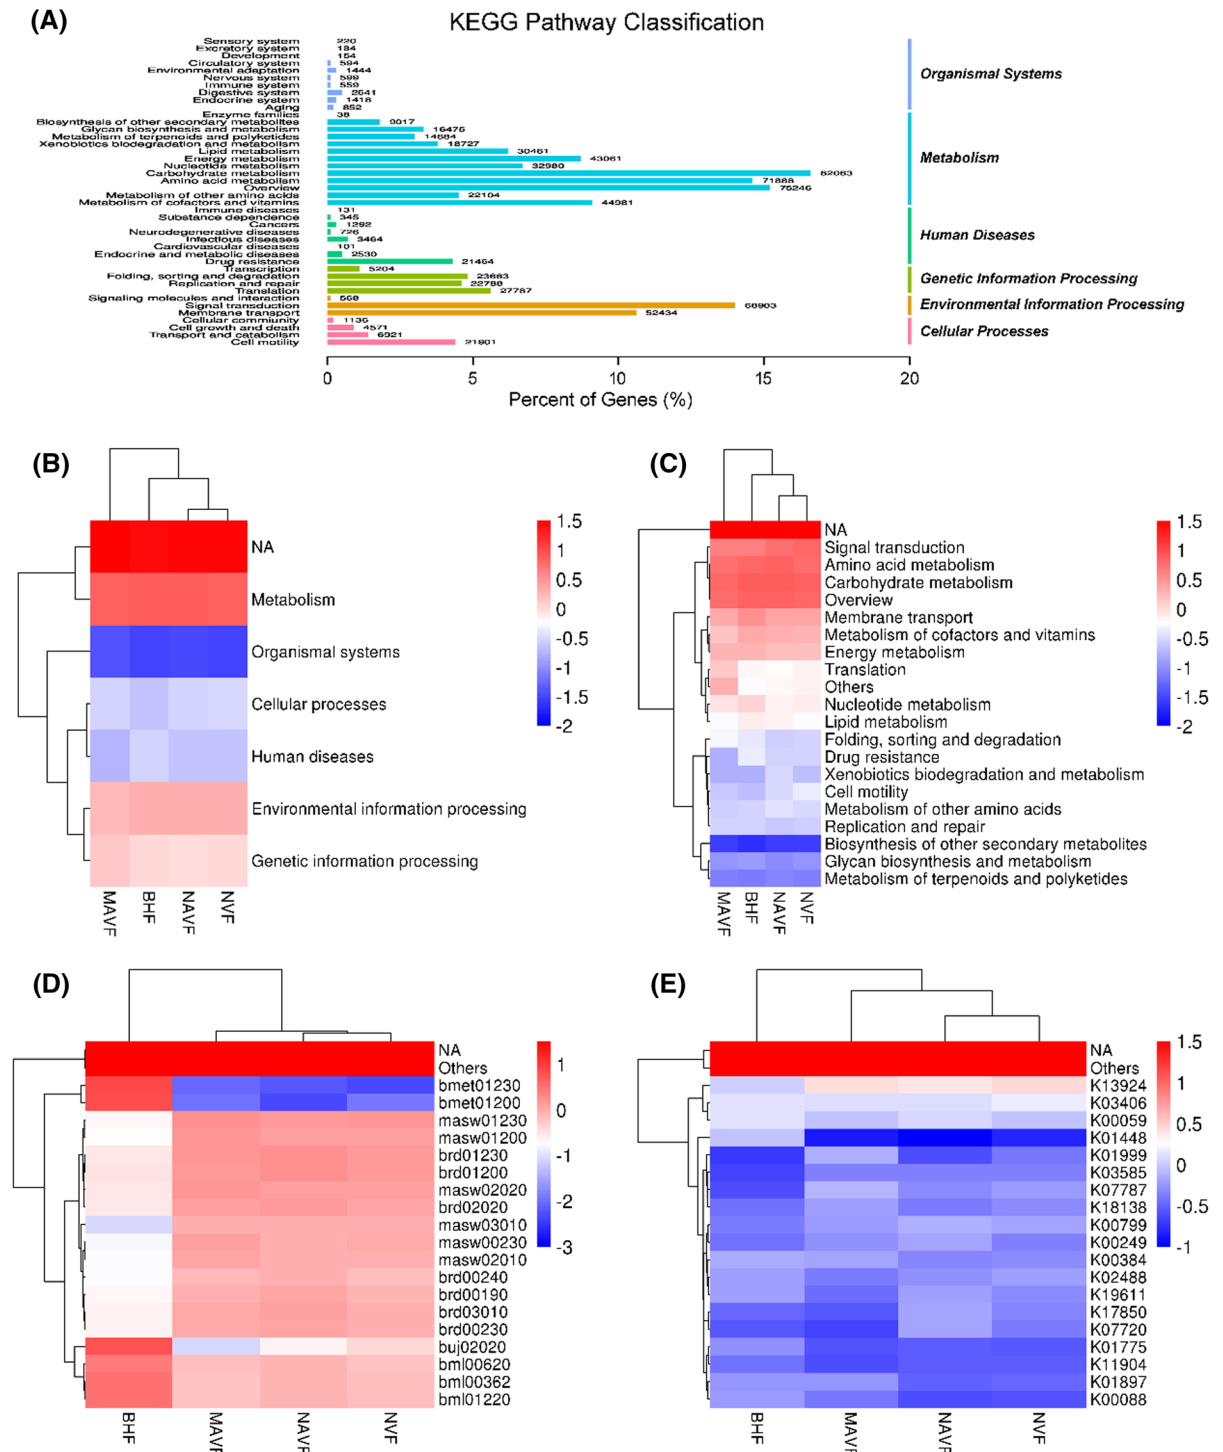 (A)
KEGG Pathway Classification
Sensory system 220
Excretory system 184
Development 154
Circulatory system 594
Environmental adaptation 1444
Nervous system 599
Immune system 559
Digestive system 2641
Endocrine system 1418
Aging 852
Enzyme families 38
Biosynthesis of other secondary metabolites 9017
Glycan biosynthesis and metabolism 16475
Metabolism of terpenoids and polyketides 14884
Xenobiotics biodegradation and metabolism 18727
Lipid metabolism 30461
Energy metabolism 43061
Nucleotide metabolism 32980
Carbohydrate metabolism 82063
Amino acid metabolism 71888
Overview 75246
Metabolism of other amino acids 22104
Metabolism of cofactors and vitamins 44981
Immune diseases 131
Substance dependence 345
Cancers 1292
Neurodegenerative diseases 726
Infectious diseases 3464
Cardiovascular diseases 101
Endocrine and metabolic diseases 2530
Drug resistance 21464
Transcription 5204
Folding, sorting and degradation 23663
Replication and repair 22788
Translation 27787
Signaling molecules and interaction 568
Signal transduction 68903
Membrane transport 52434
Cellular community 1136
Cell growth and death 4571
Transport and catabolism 6921
Cell motility 21901
Organismal Systems
Metabolism
Human Diseases
Genetic Information Processing
Environmental Information Processing
Cellular Processes
0 5 10 15 20
Percent of Genes (%)
(B)
NA
Metabolism
Organismal systems
Cellular processes
Human diseases
Environmental information processing
Genetic information processing
MAVF BHF NAVF NVF
1.5
1
0.5
0
-0.5
-1
-1.5
-2
(C)
NA
Signal transduction
Amino acid metabolism
Carbohydrate metabolism
Overview
Membrane transport
Metabolism of cofactors and vitamins
Energy metabolism
Translation
Others
Nucleotide metabolism
Lipid metabolism
Folding, sorting and degradation
Drug resistance
Xenobiotics biodegradation and metabolism
Cell motility
Metabolism of other amino acids
Replication and repair
Biosynthesis of other secondary metabolites
Glycan biosynthesis and metabolism
Metabolism of terpenoids and polyketides
MAVF BHF NAVF NVF
1.5
1
0.5
0
-0.5
-1
-1.5
-2
(D)
NA
Others
bmet01230
bmet01200
masw01230
masw01200
brd01230
brd01200
masw02020
brd02020
masw03010
masw00230
masw02010
brd00240
brd00190
brd03010
brd00230
buj02020
bml00620
bml00362
bml01220
BHF MAVF NAVF NVF
1
0
-1
-2
-3
(E)
NA
Others
K13924
K03406
K00059
K01448
K01999
K03585
K07787
K18138
K00799
K00249
K00384
K02488
K19611
K17850
K07720
K01775
K11904
K01897
K00088
BHF MAVF NAVF NVF
1.5
1
0.5
0
-0.5
-1